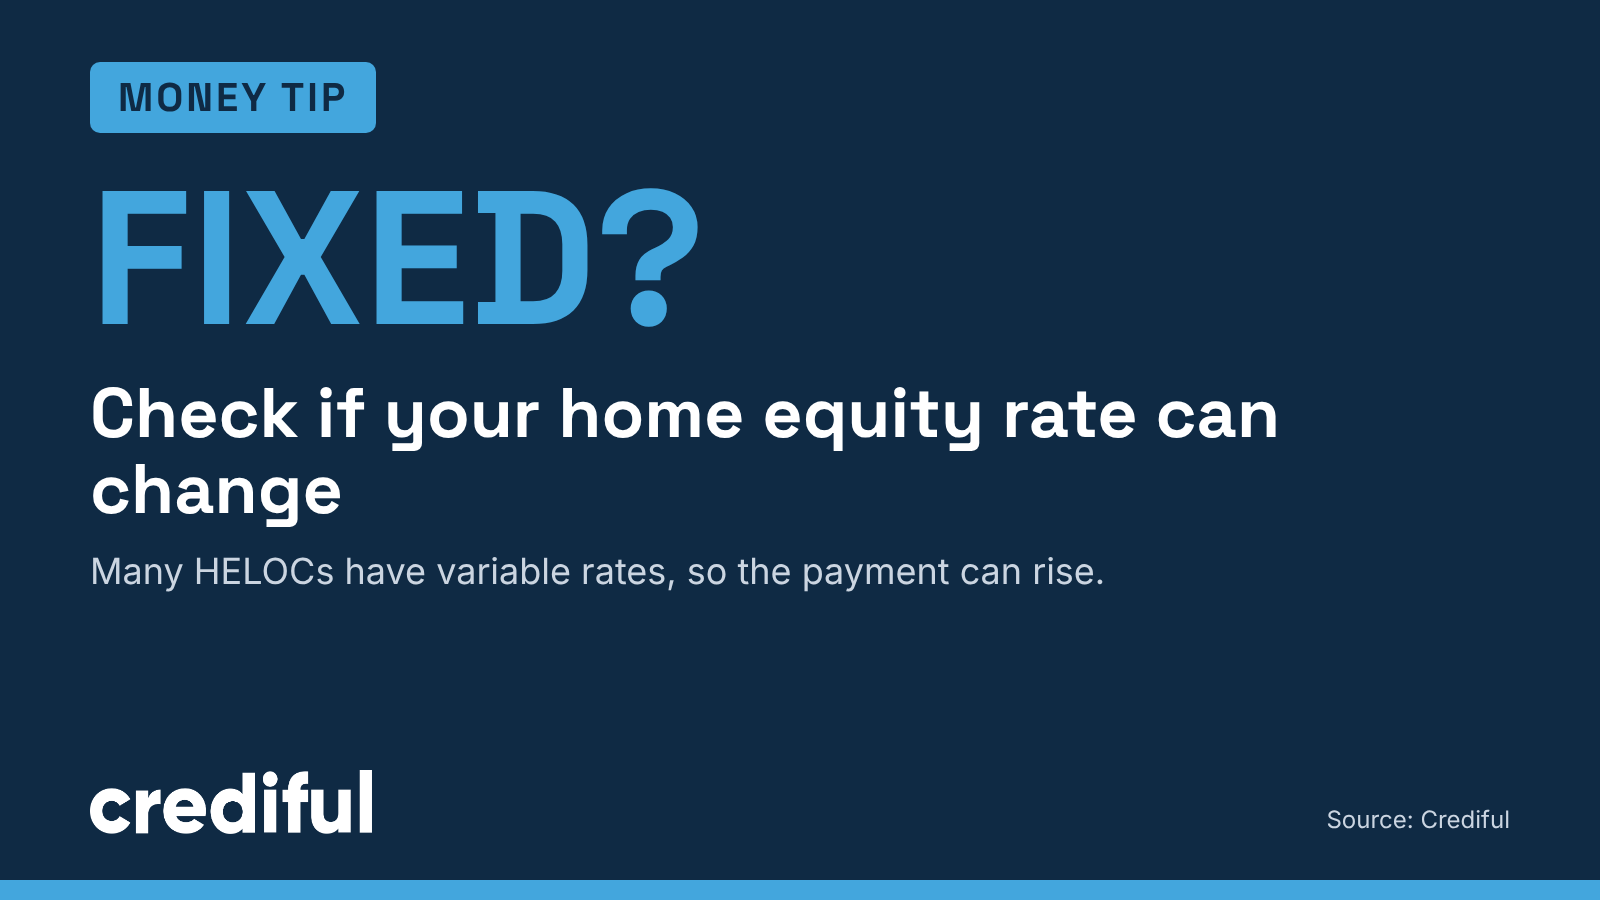 MONEY TIP
FIXED?
Check if your home equity rate can
change
Many HELOCs have variable rates, so the payment can rise.
crediful
Source: Crediful